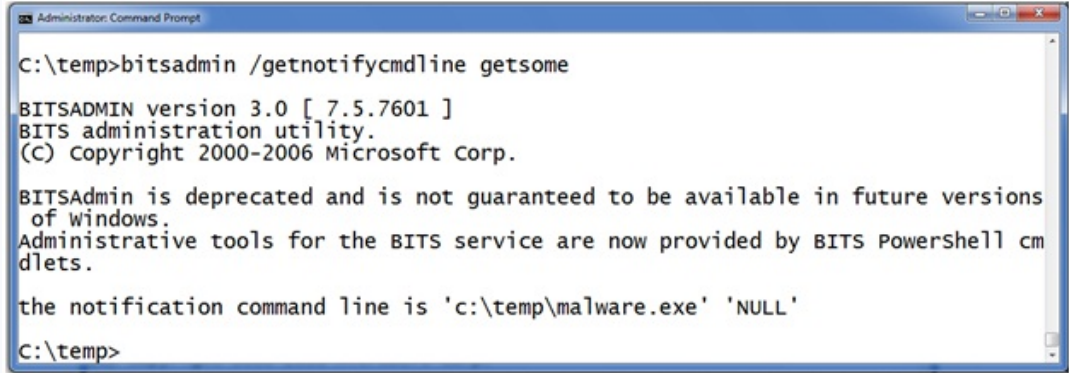 Administrator: Command Prompt
C:\temp>bitsadmin /getnotifycmdline getsome
BITSADMIN version 3.0 [ 7.5.7601 ]
BITS administration utility.
(C) Copyright 2000-2006 Microsoft Corp.
BITSAdmin is deprecated and is not guaranteed to be available in future versions
of Windows.
Administrative tools for the BITS service are now provided by BITS PowerShell cm
dlets.
the notification command line is 'c:\temp\malware.exe' 'NULL'
C:\temp>